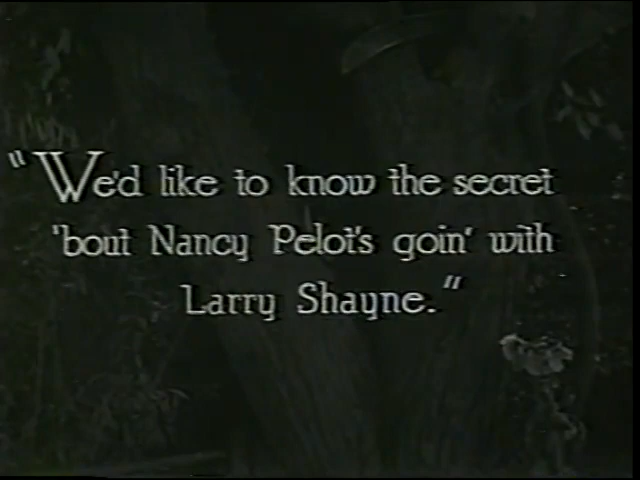 "We'd like to know the secret
'bout Nancy Pelot's goin' with
Larry Shayne."